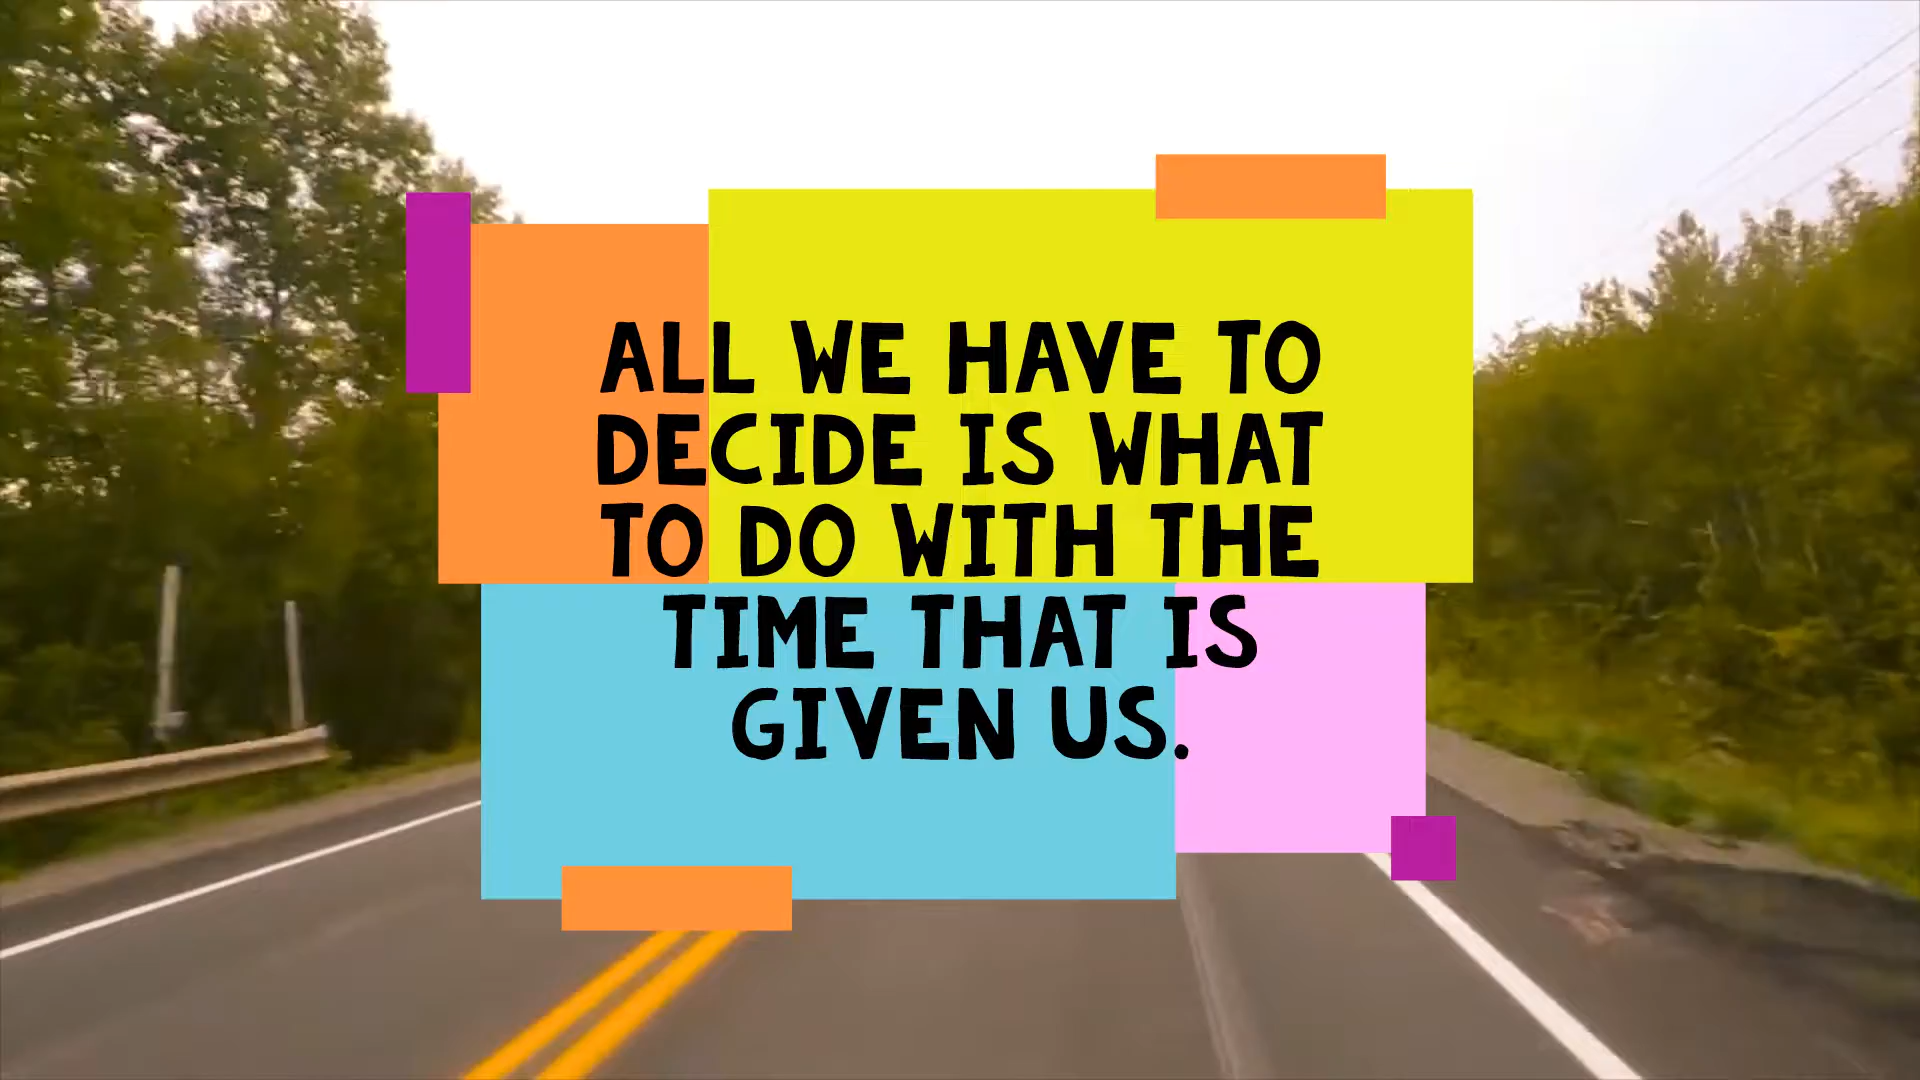 ALL WE HAVE TO
DECIDE IS WHAT
TO DO WITH THE
TIME THAT IS
GIVEN US.